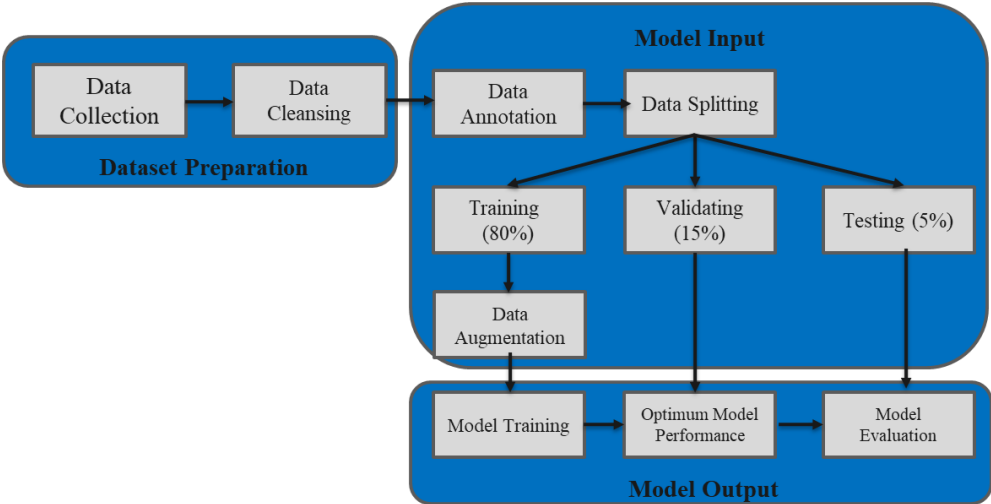 Model Input
Data
Collection
Data
Cleansing
Dataset Preparation
Data
Annotation
Data Splitting
Training
(80%)
Validating
(15%)
Testing (5%)
Data
Augmentation
Model Training
Optimum Model
Performance
Model
Evaluation
Model Output